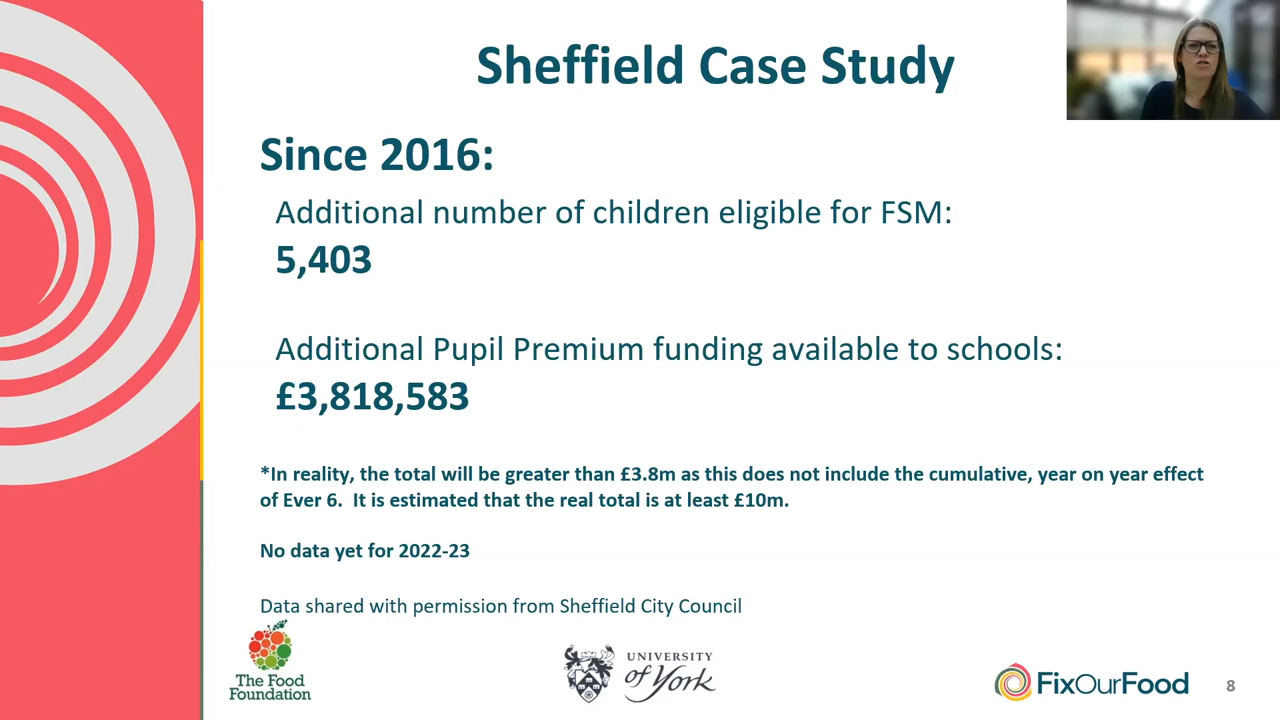 Sheffield Case Study
Since 2016:
Additional number of children eligible for FSM:
5,403
Additional Pupil Premium funding available to schools:
£3,818,583
*In reality, the total will be greater than £3.8m as this does not include the cumulative, year on year effect
of Ever 6.  It is estimated that the real total is at least £10m.
No data yet for 2022-23
Data shared with permission from Sheffield City Council
The Food
Foundation
UNIVERSITY
of York
FixOurFood
8